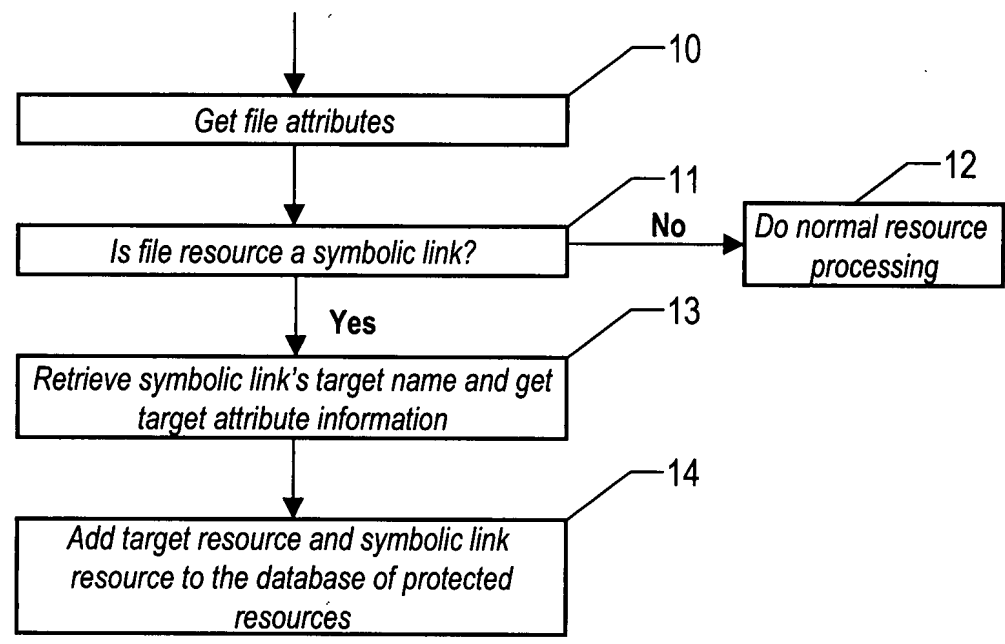 10
Get file attributes
11
12
Is file resource a symbolic link?
No
Do normal resource
processing
Yes
13
Retrieve symbolic link's target name and get
target attribute information
14
Add target resource and symbolic link
resource to the database of protected
resources